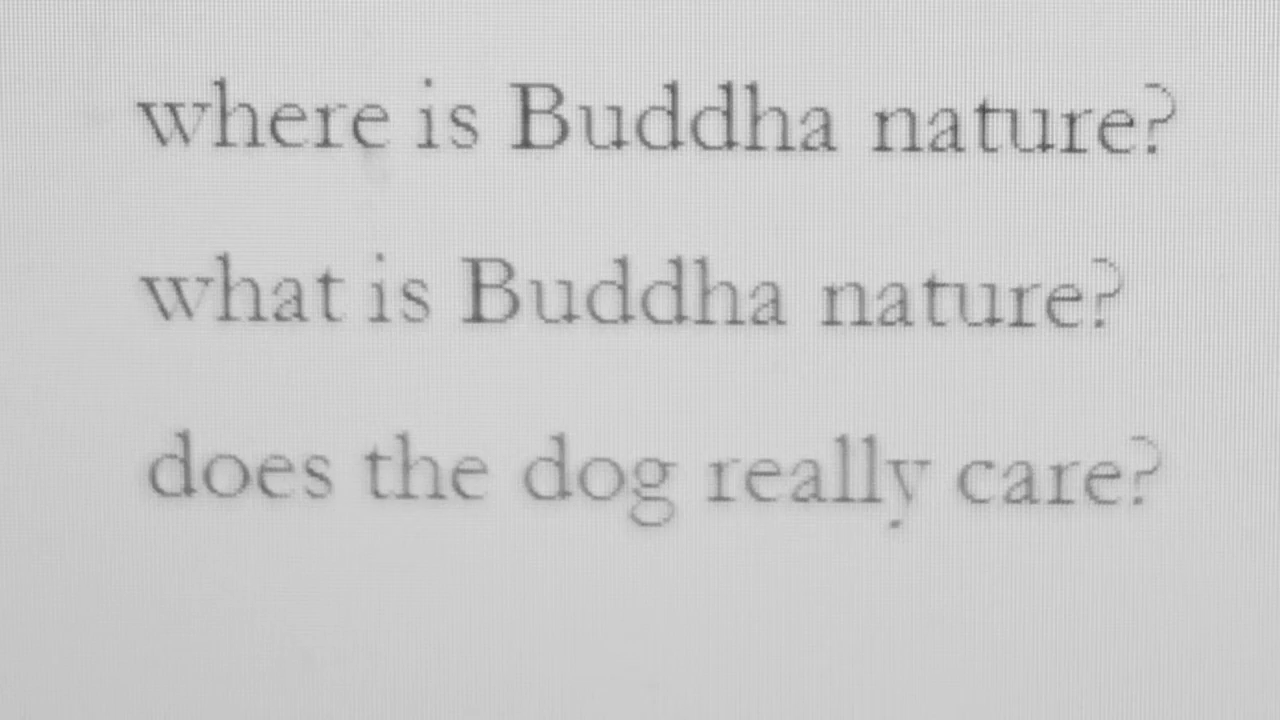 where is Buddha nature?
what is Buddha nature?
does the dog really care?